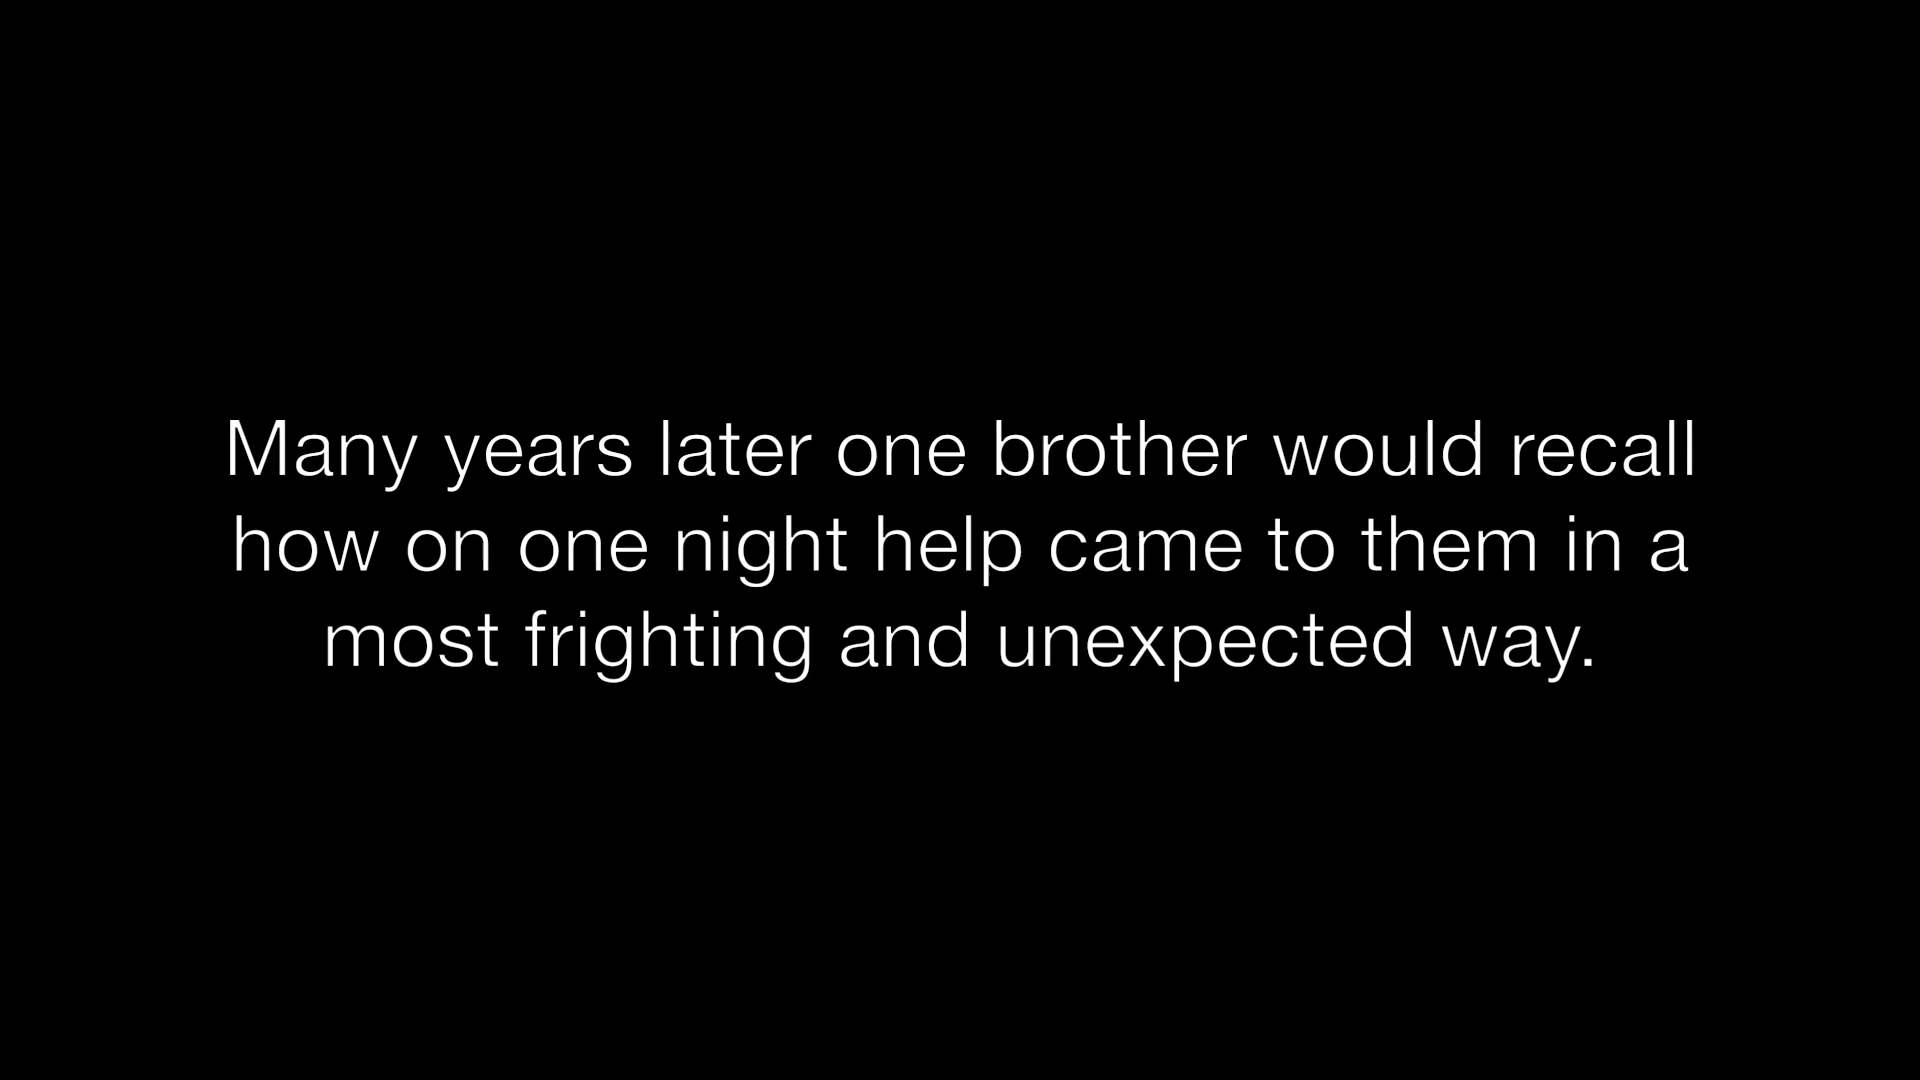 Many years later one brother would recall
how on one night help came to them in a
most frighting and unexpected way.